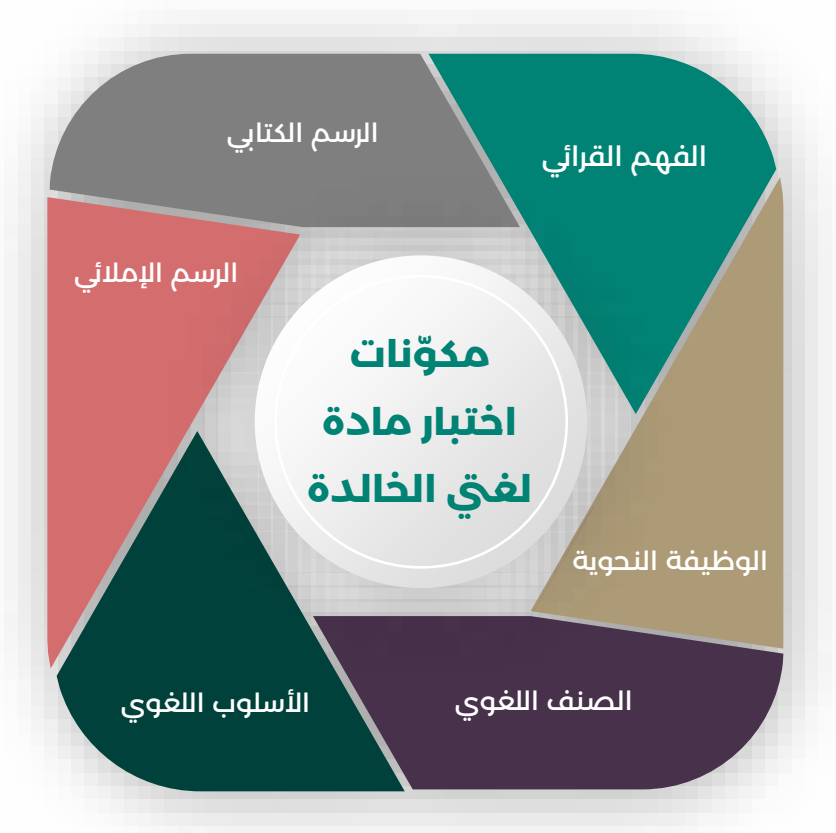 مكوّنات
اختبار مادة
لغتي الخالدة
الفهم القرائي
الوظيفة النحوية
الصنف اللغوي
الأسلوب اللغوي
الرسم الإملائي
الرسم الكتابي